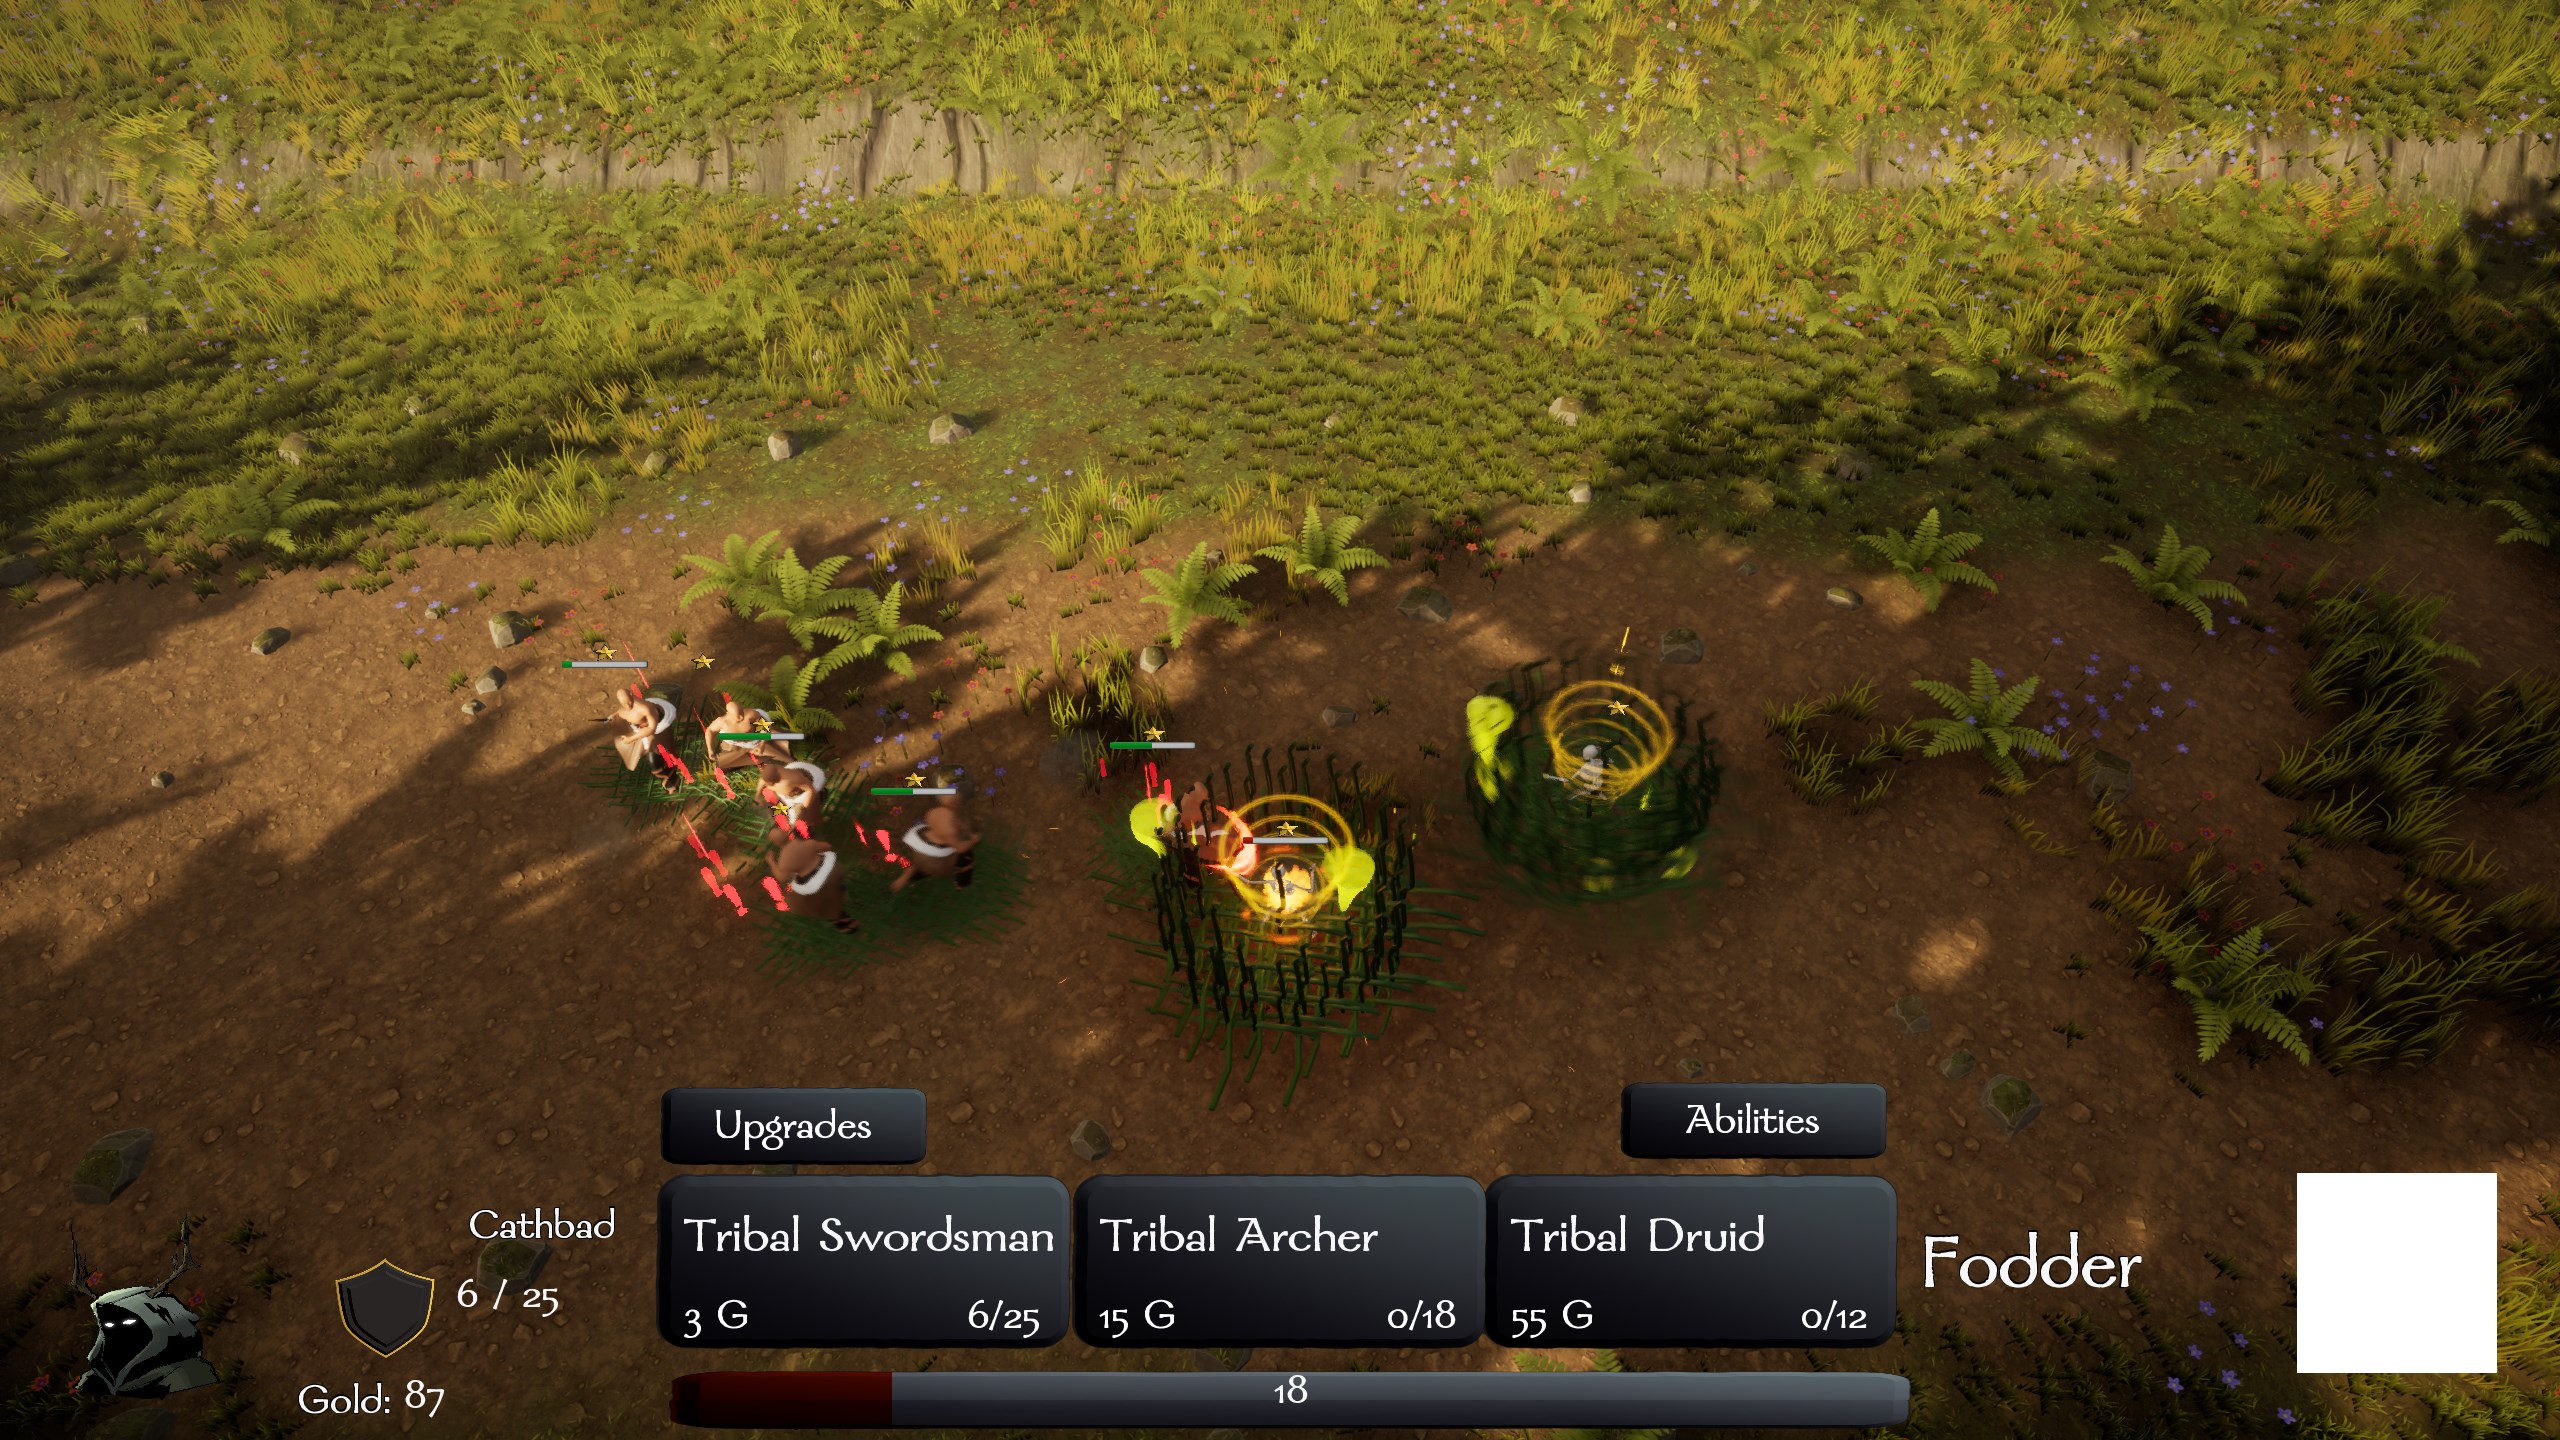 Upgrades
Abilities
Cathbad
6 / 25
Gold: 87
Tribal Swordsman
3 G
6/25
Tribal Archer
15 G
0/18
Tribal Druid
55 G
0/12
Fodder
18